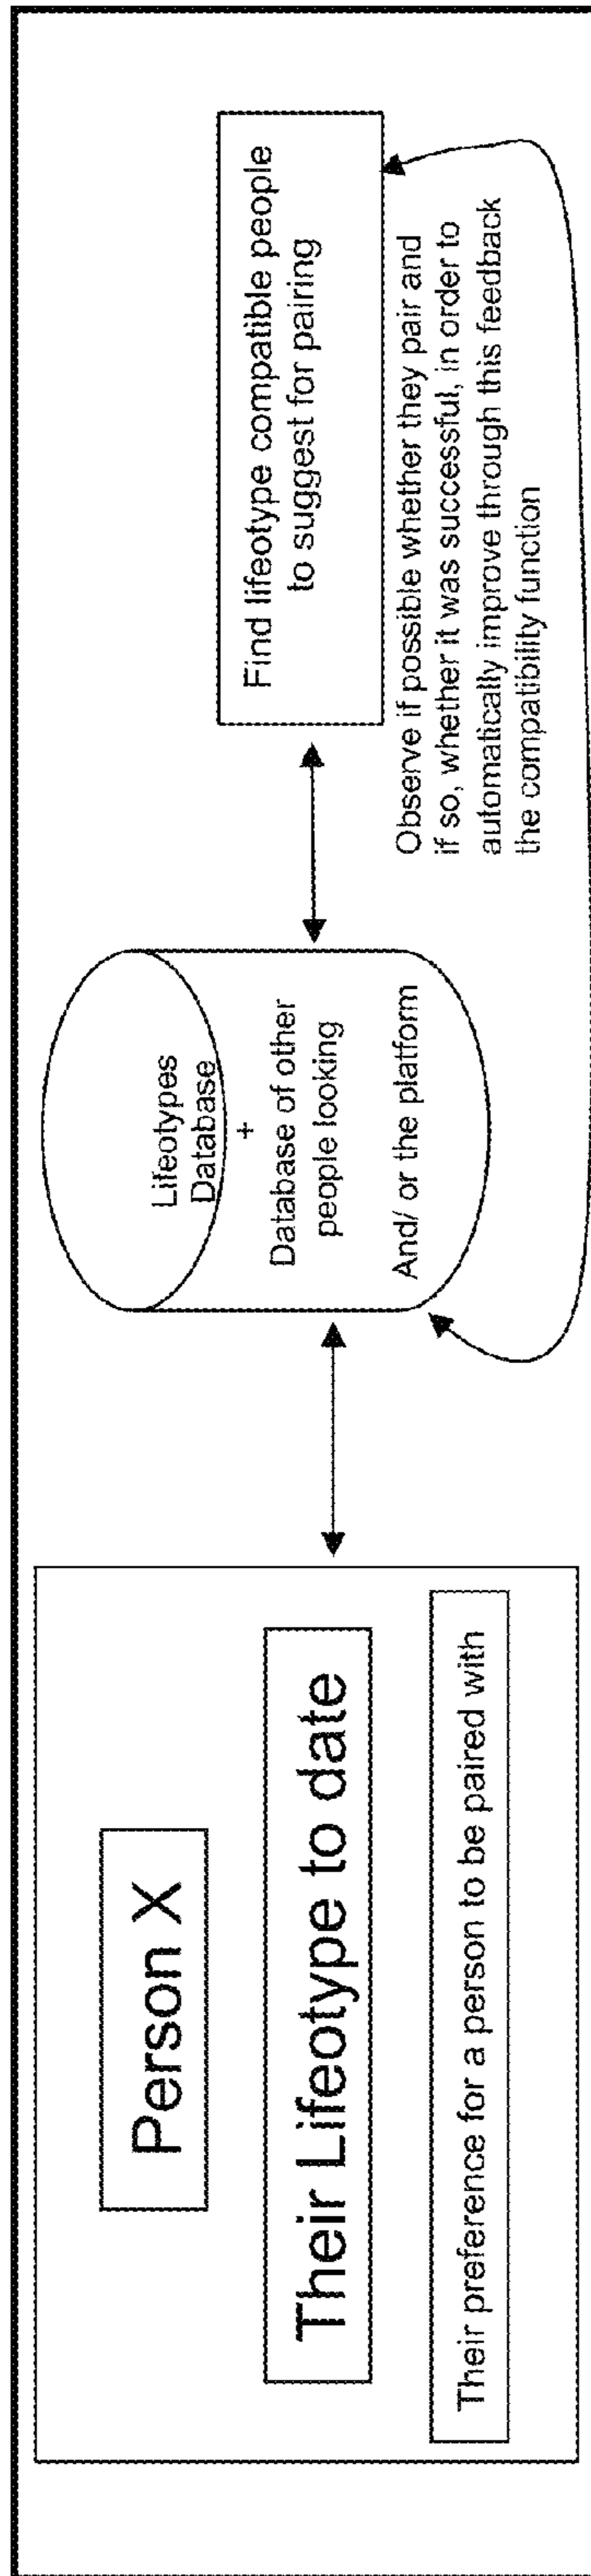 Person X
Their Lifeotype to date
Their preference for a person to be paired with
Lifeotypes
Database
+
Database of other
people looking
And/ or the platform
Find lifeotype compatible people
to suggest for pairing
Observe if possible whether they pair and
if so, whether it was successful, in order to
automatically improve through this feedback
the compatibility function